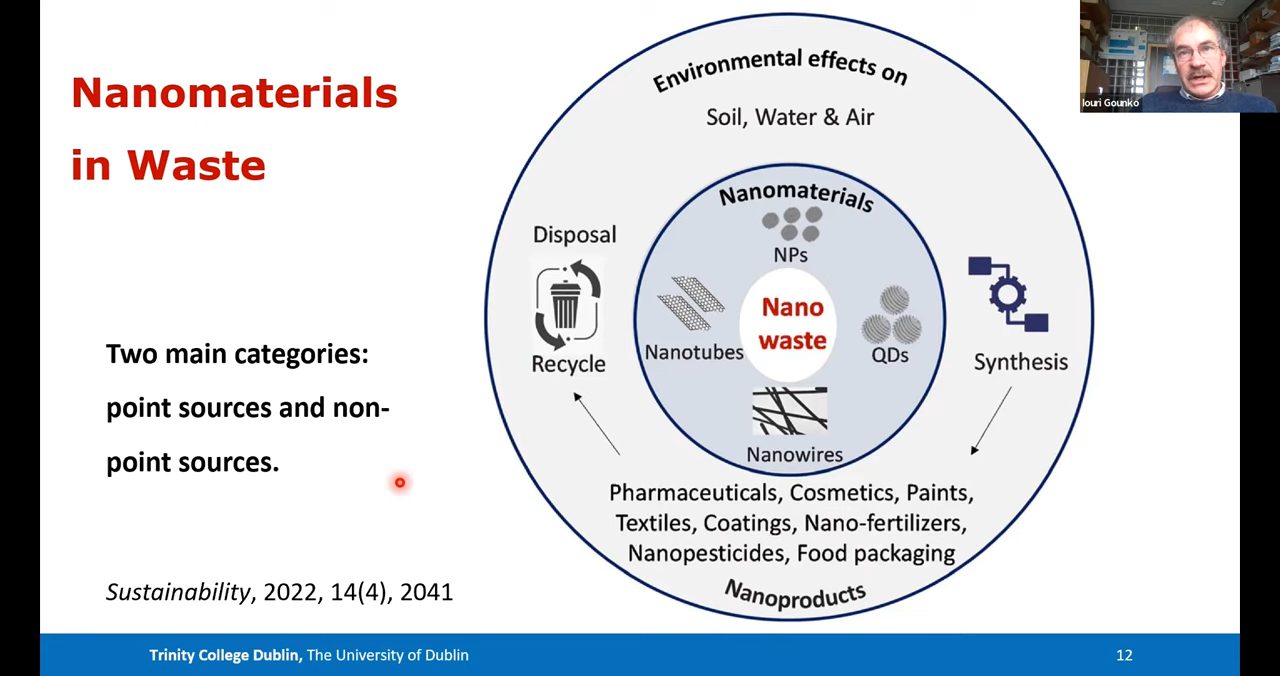 Nanomaterials
in Waste
Two main categories:
point sources and non-
point sources.
Sustainability, 2022, 14(4), 2041
Environmental effects on
Soil, Water & Air
Nanomaterials
NPs
Disposal
Recycle
Nanotubes
Nano
waste
QDs
Synthesis
Nanowires
Pharmaceuticals, Cosmetics, Paints,
Textiles, Coatings, Nano-fertilizers,
Nanopesticides, Food packaging
Nanoproducts
Iouri Gounko
Trinity College Dublin, The University of Dublin
12